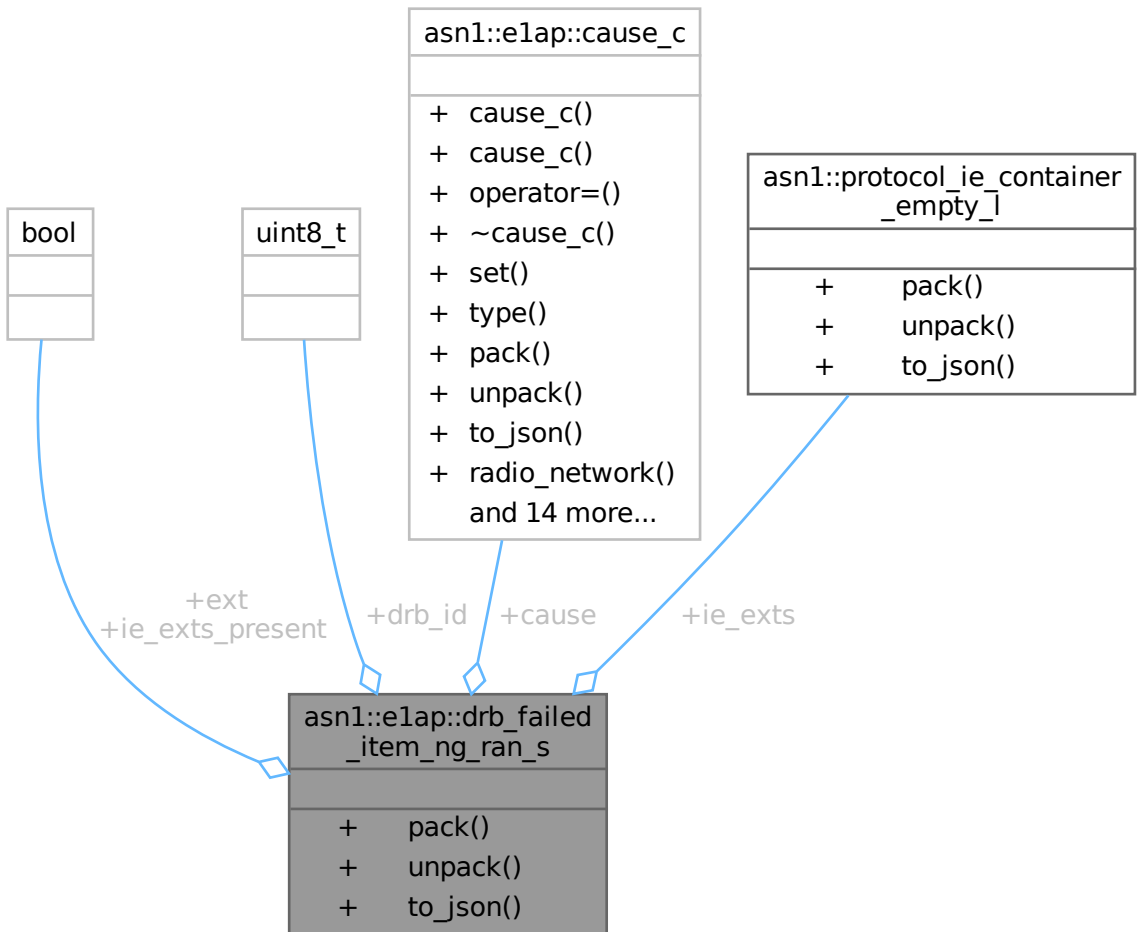 asn1::e1ap::cause_c
+ cause_c()
+ cause_c()
+ operator=()
+ ~cause_c()
+ set()
+ type()
+ pack()
+ unpack()
+ to_json()
+ radio_network()
and 14 more...
asn1::protocol_ie_container
_empty_l
+ pack()
+ unpack()
+ to_json()
bool
uint8_t
+ext
+ie_exts_present
+drb_id
+cause
+ie_exts
asn1::e1ap::drb_failed
_item_ng_ran_s
+ pack()
+ unpack()
+ to_json()